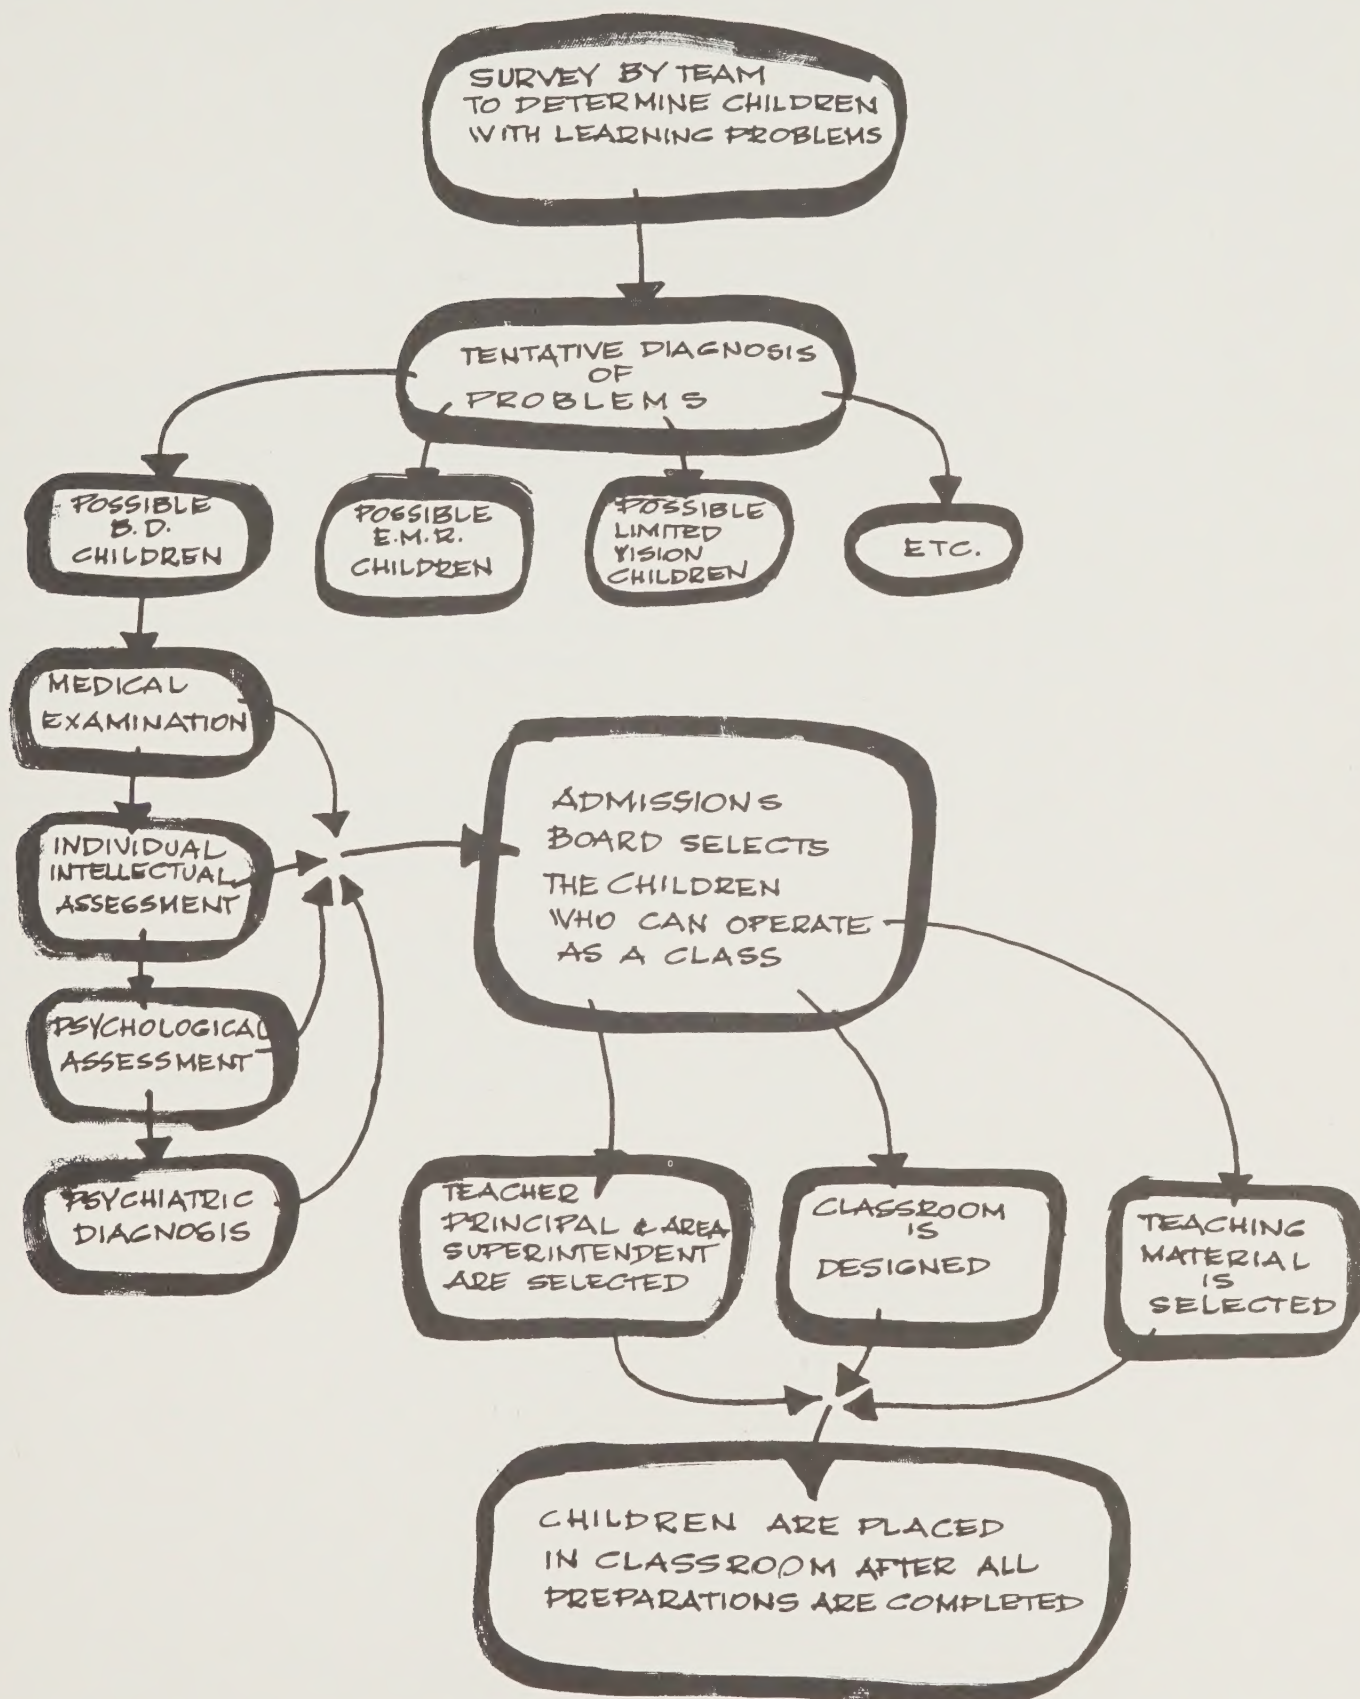 SURVEY BY TEAM
TO DETERMINE CHILDREN
WITH LEARNING PROBLEMS
TENTATIVE DIAGNOSIS
OF
PROBLEMS
POSSIBLE
B.D.
CHILDREN
POSSIBLE
E.M.R.
CHILDREN
POSSIBLE
LIMITED
VISION
CHILDREN
ETC.
MEDICAL
EXAMINATION
INDIVIDUAL
INTELLECTUAL
ASSESSMENT
PSYCHOLOGICAL
ASSESSMENT
PSYCHIATRIC
DIAGNOSIS
ADMISSIONS
BOARD SELECTS
THE CHILDREN
WHO CAN OPERATE
AS A CLASS
TEACHER
PRINCIPAL & AREA
SUPERINTENDENT
ARE SELECTED
CLASSROOM
IS
DESIGNED
TEACHING
MATERIAL
IS
SELECTED
CHILDREN ARE PLACED
IN CLASSROOM AFTER ALL
PREPARATIONS ARE COMPLETED